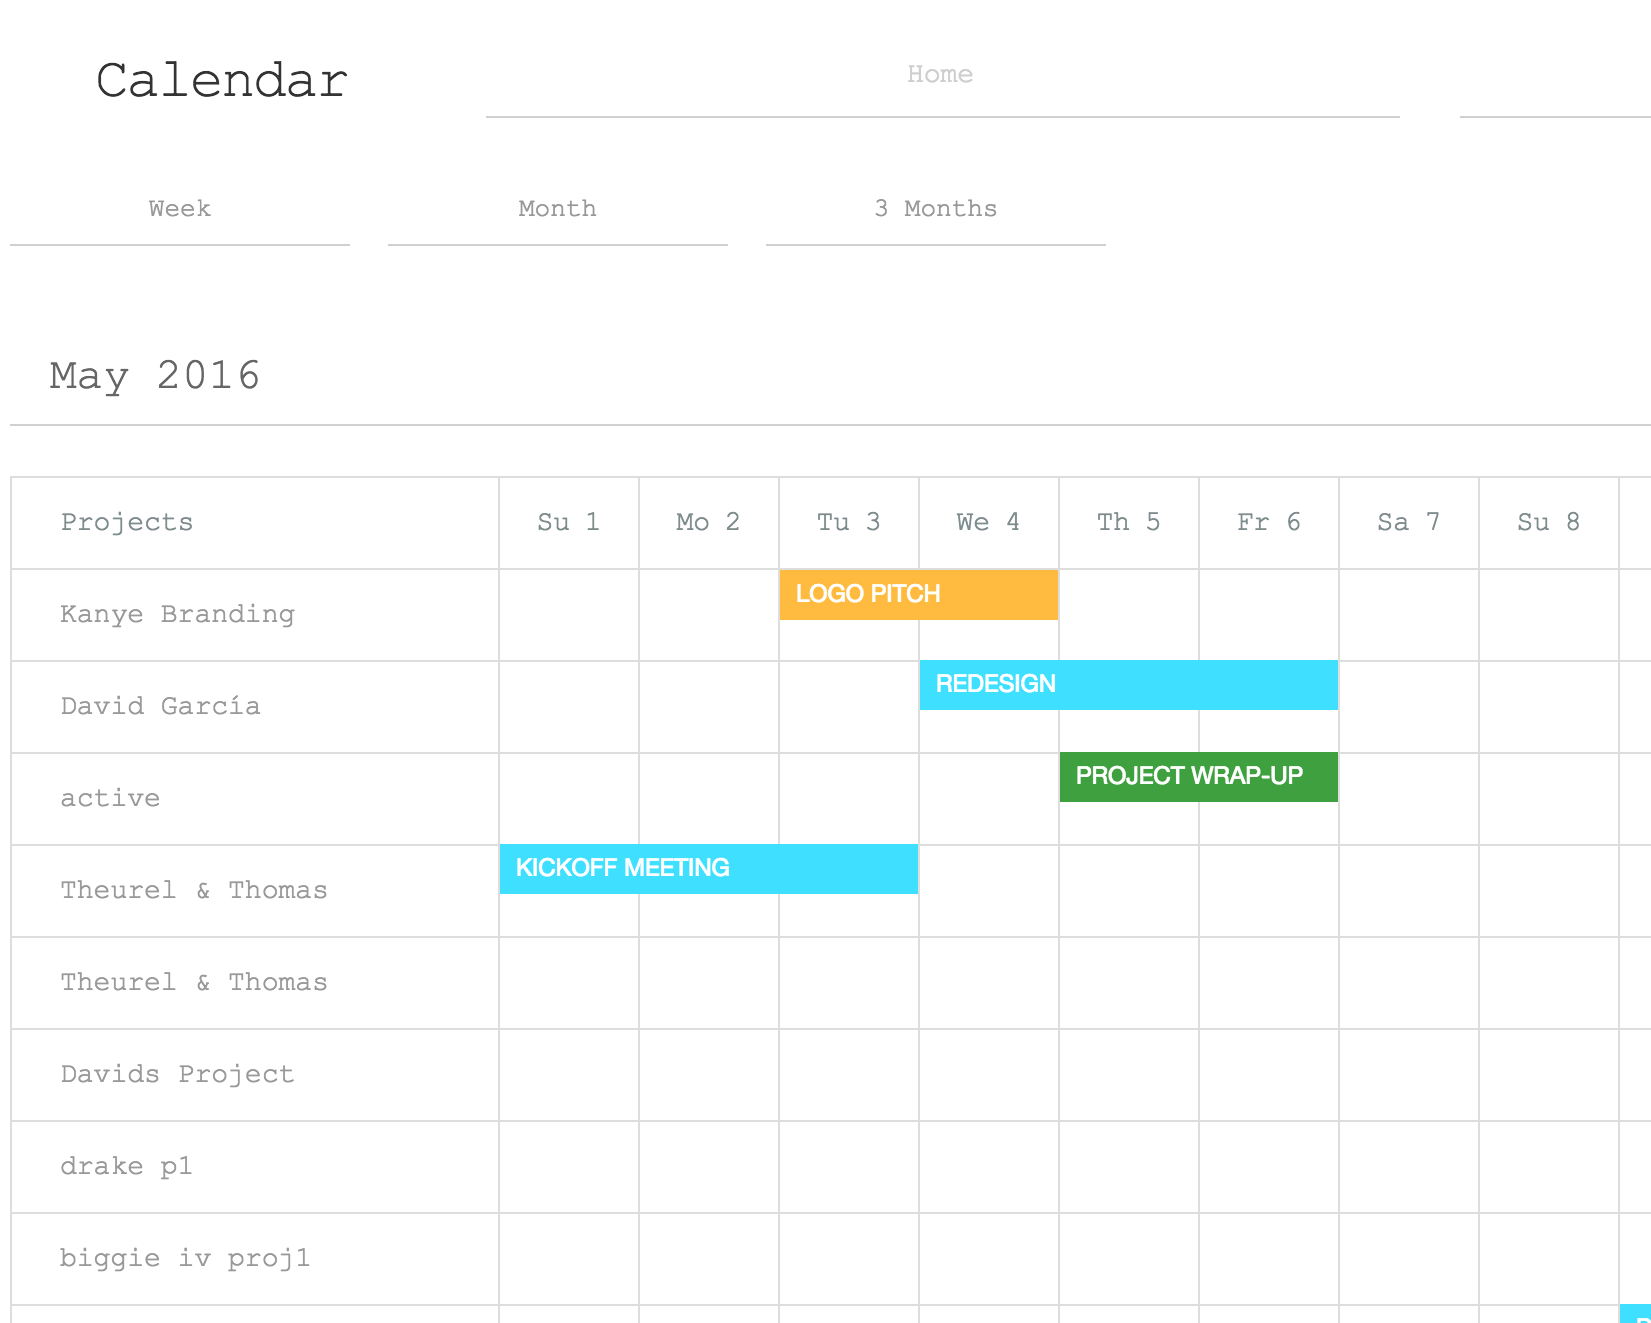 Calendar
Home
Week
Month
3 Months
May 2016
Projects
Su 1
Mo 2
Tu 3
We 4
Th 5
Fr 6
Sa 7
Su 8
Kanye Branding
LOGO PITCH
David García
REDESIGN
active
PROJECT WRAP-UP
Theurel & Thomas
KICKOFF MEETING
Theurel & Thomas
Davids Project
drake p1
biggie iv proj1